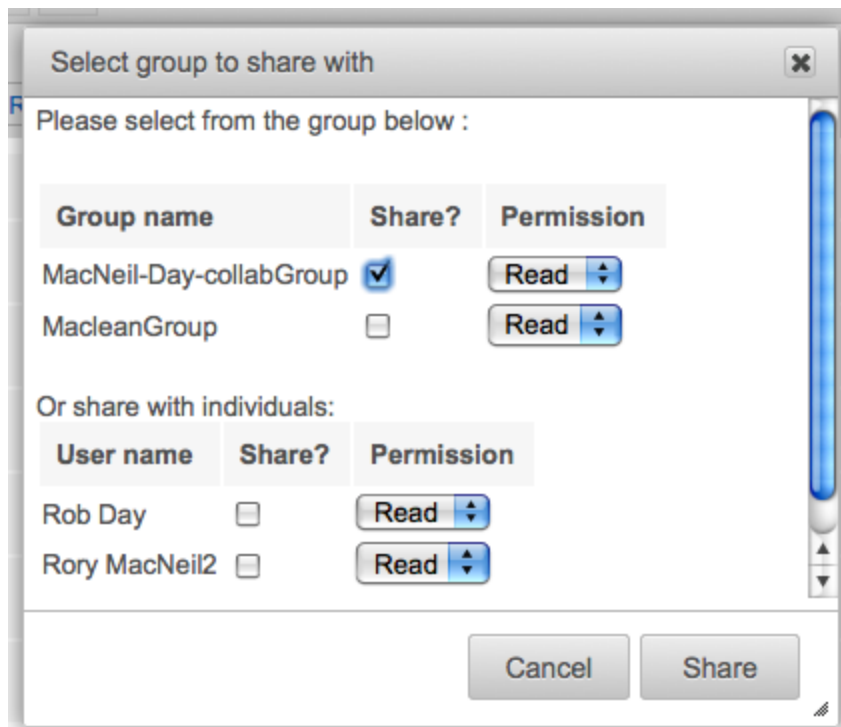 Select group to share with
R
Please select from the group below :
Group name Share? Permission
MacNeil-Day-collabGroup Read
MacleanGroup Read
Or share with individuals:
User name Share? Permission
Rob Day Read
Rory MacNeil2 Read
Cancel Share